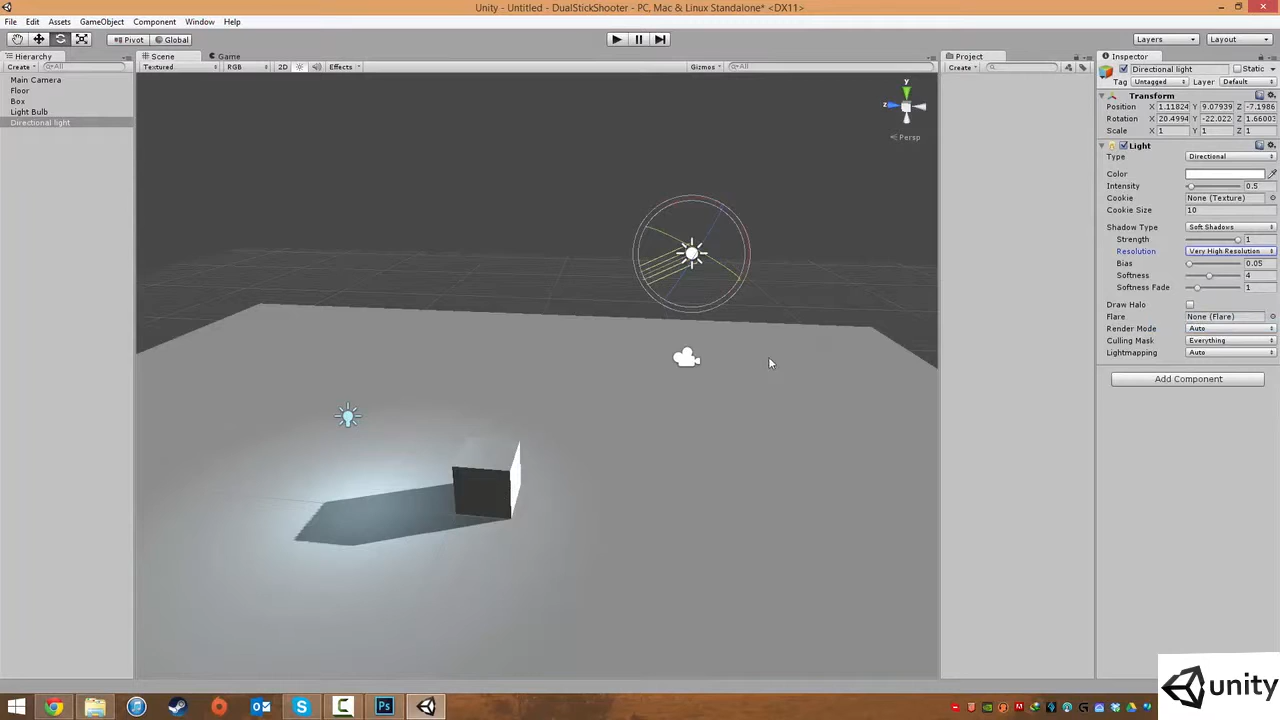 Unity - Untitled - DualStickShooter - PC, Mac & Linux Standalone* <DX11>
File Edit Assets GameObject Component Window Help
Pivot Global Layers Layout
Hierarchy Scene Game Project Inspector
Create All Textured RGB 2D Effects Gizmos All Create Directional light Static
Main Camera
Floor
Box
Light Bulb
Directional light
y
z
Persp
Tag Untagged Layer Default
Transform
Position X 1.11824 Y 9.07939 Z -7.1986
Rotation X 20.4994 Y -22.022 Z 1.66003
Scale X 1 Y 1 Z 1
Light
Type Directional
Color
Intensity 0.5
Cookie None (Texture)
Cookie Size 10
Shadow Type Soft Shadows
Strength 1
Resolution Very High Resolution
Bias 0.05
Softness 4
Softness Fade 1
Draw Halo
Flare None (Flare)
Render Mode Auto
Culling Mask Everything
Lightmapping Auto
Add Component
unity